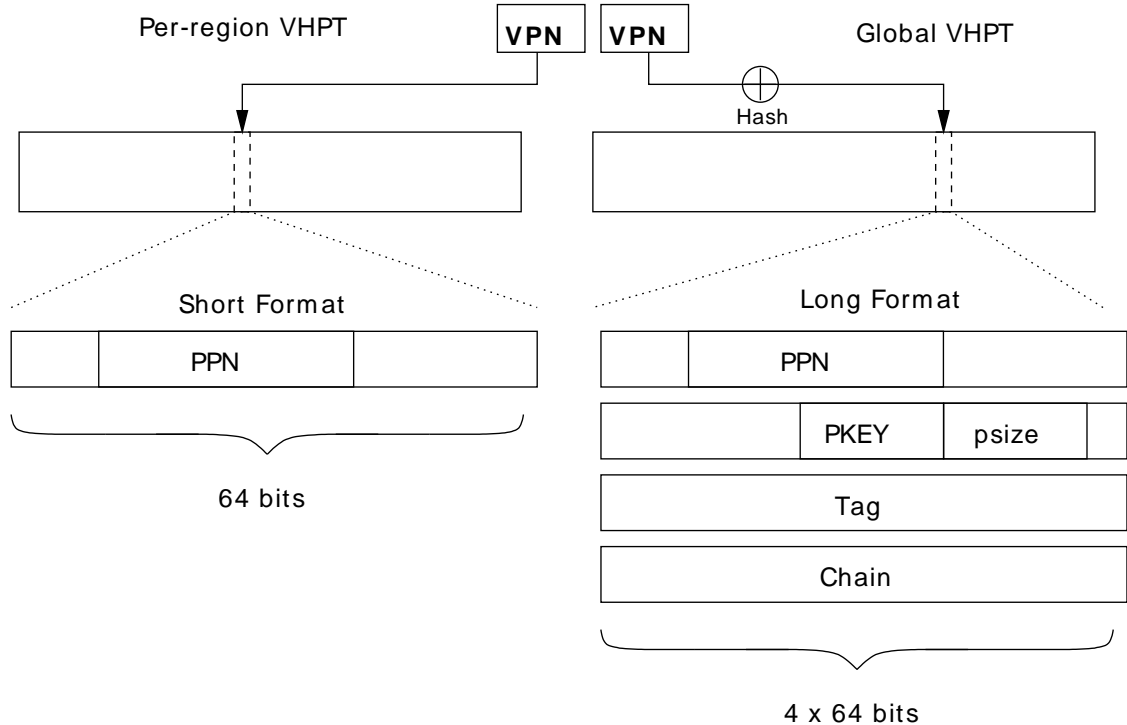 Per-region VHPT
VPN
VPN
Global VHPT
Hash
Short Format
Long Format
PPN
PPN
PKEY
psize
64 bits
Tag
Chain
4 x 64 bits